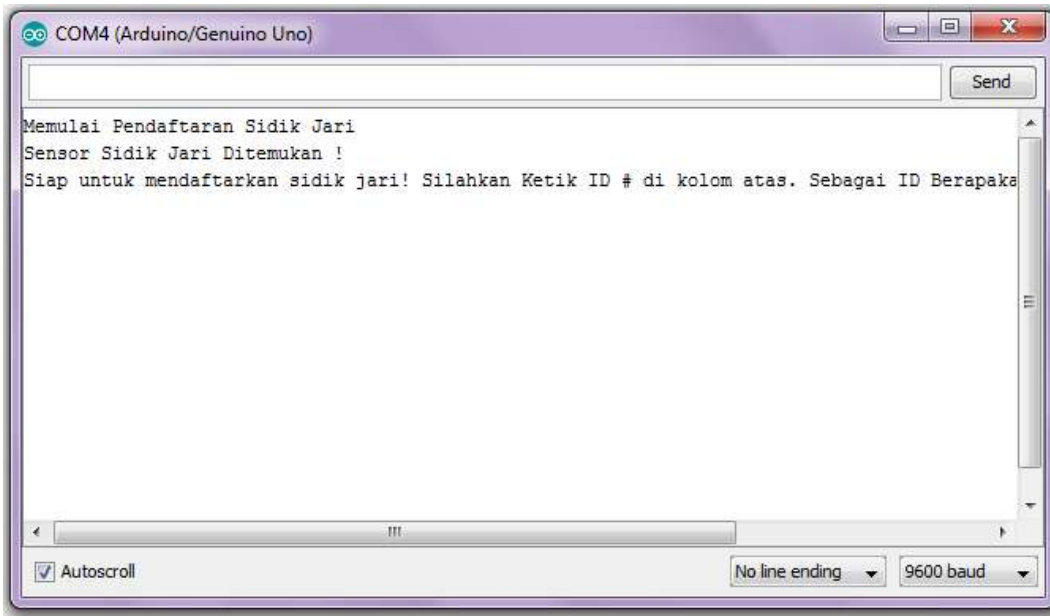 COM4 (Arduino/Genuino Uno)
Send
Memulai Pendaftaran Sidik Jari
Sensor Sidik Jari Ditemukan !
Siap untuk mendaftarkan sidik jari! Silahkan Ketik ID # di kolom atas. Sebagai ID Berapaka
Autoscroll
No line ending
9600 baud